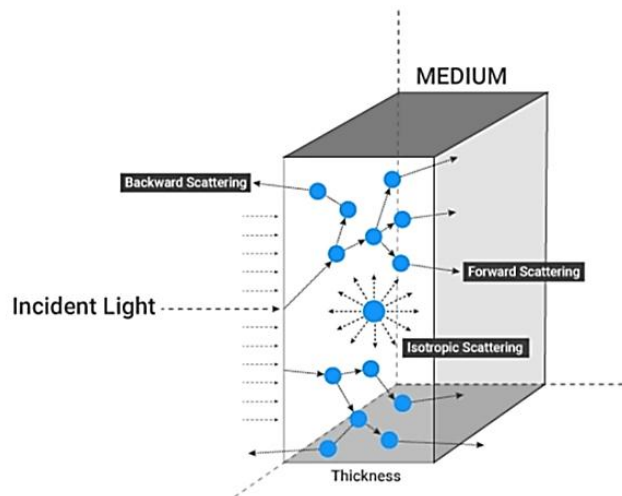 MEDIUM
Backward Scattering
Forward Scattering
Incident Light
Isotropic Scattering
Thickness